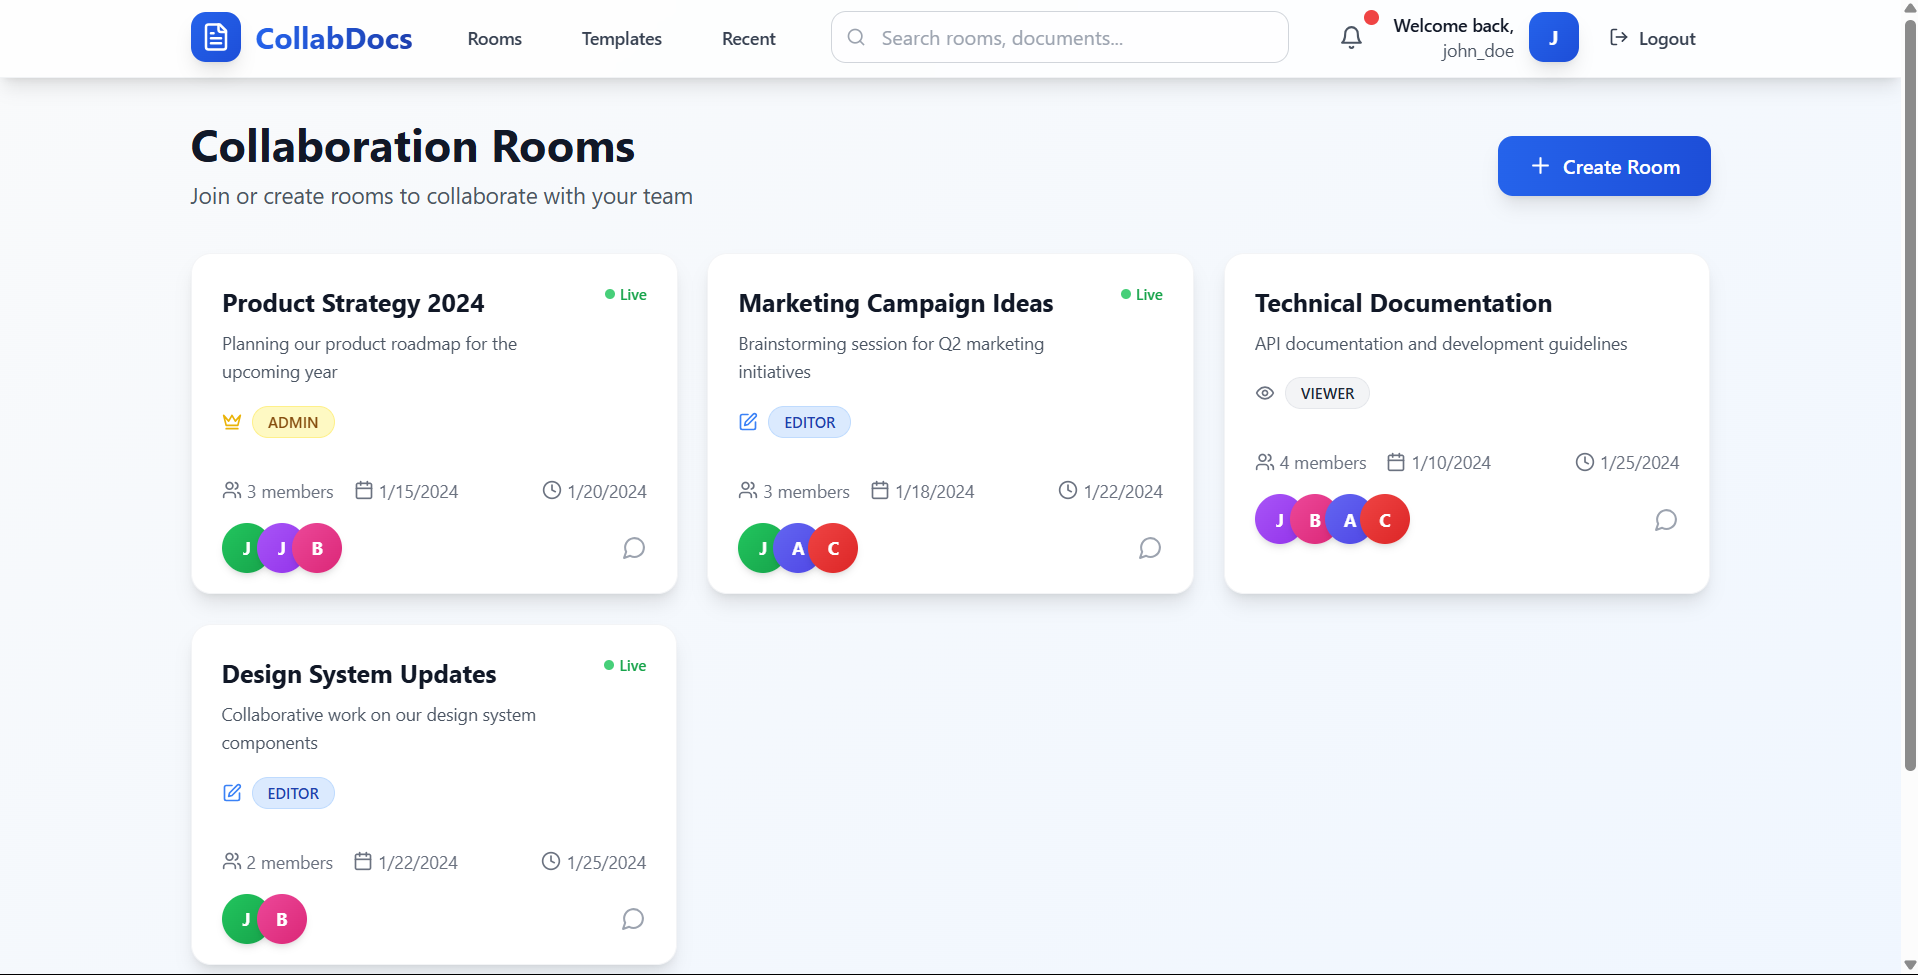 CollabDocs
Rooms
Templates
Recent
Search rooms, documents...
Welcome back,
john_doe
J
Logout
Collaboration Rooms
Join or create rooms to collaborate with your team
Create Room
Product Strategy 2024
Live
Planning our product roadmap for the
upcoming year
ADMIN
3 members 1/15/2024 1/20/2024
J J B
Marketing Campaign Ideas
Live
Brainstorming session for Q2 marketing
initiatives
EDITOR
3 members 1/18/2024 1/22/2024
J A C
Technical Documentation
API documentation and development guidelines
VIEWER
4 members 1/10/2024 1/25/2024
J B A C
Design System Updates
Live
Collaborative work on our design system
components
EDITOR
2 members 1/22/2024 1/25/2024
J B